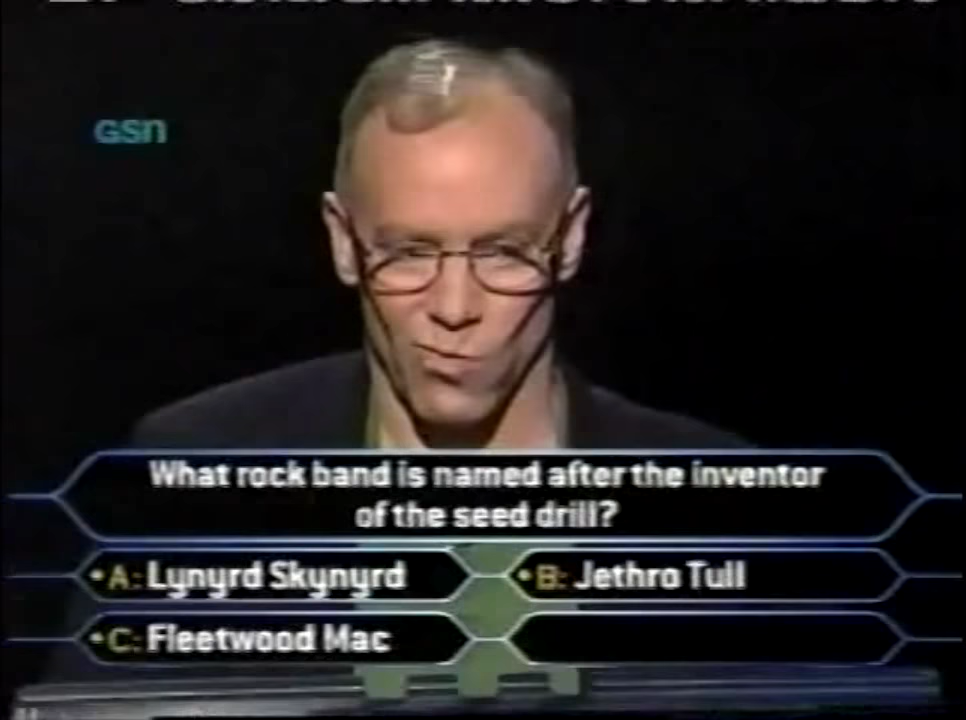 GSN
What rock band is named after the inventor
of the seed drill?
A: Lynyrd Skynyrd
B: Jethro Tull
C: Fleetwood Mac